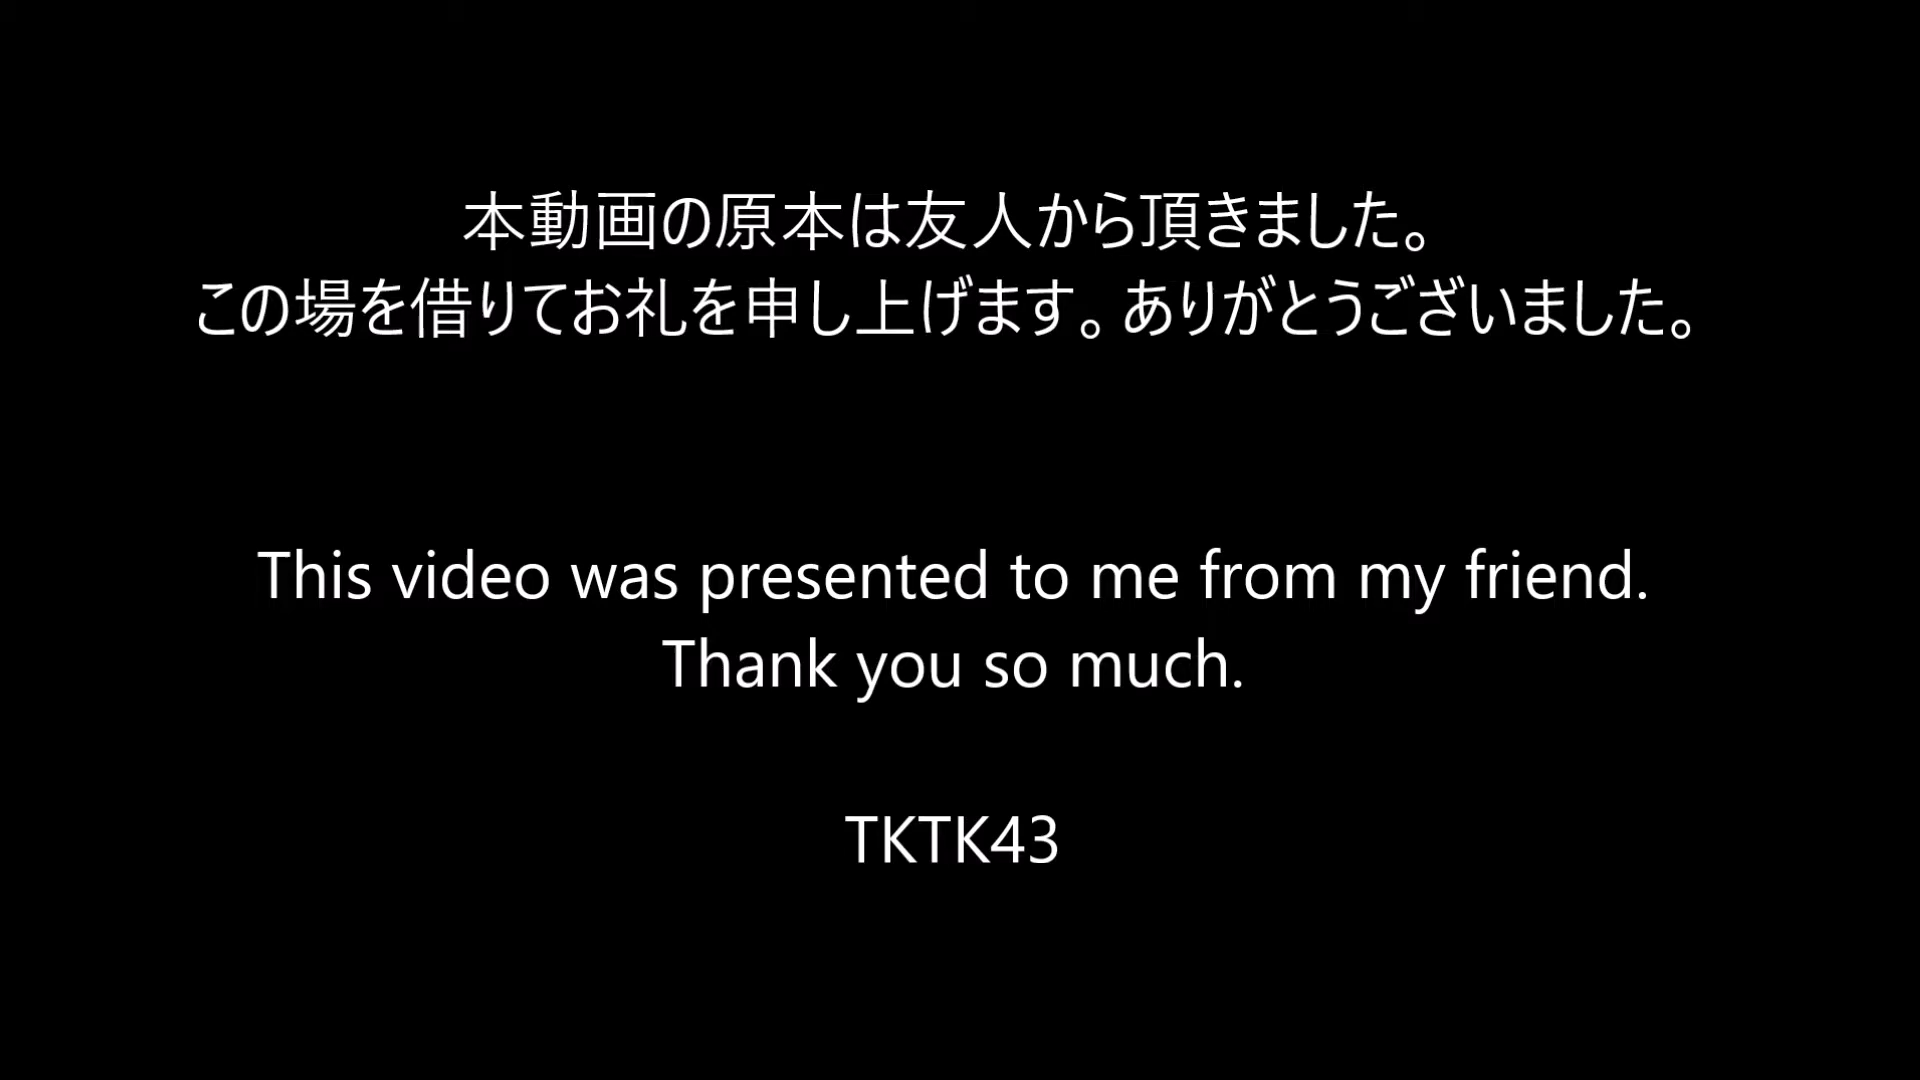 本動画の原本は友人から頂きました。
この場を借りてお礼を申し上げます。ありがとうございました。
This video was presented to me from my friend.
Thank you so much.
TKTK43